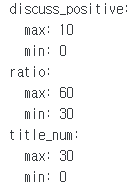 discuss_positive:
  max: 10
  min: 0
ratio:
  max: 60
  min: 30
title_num:
  max: 30
  min: 0